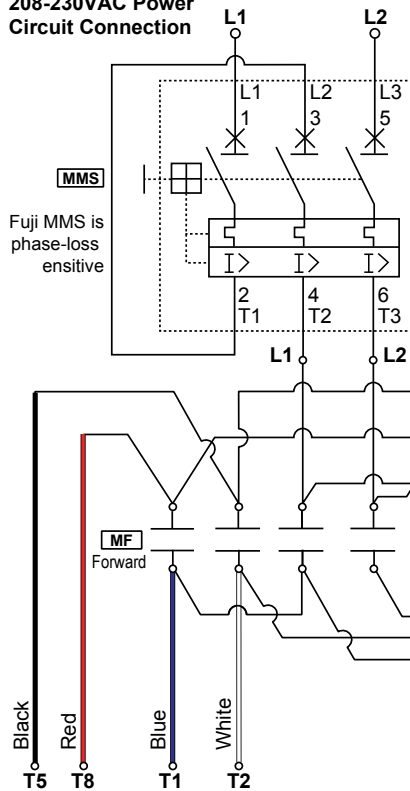 208-230VAC Power
Circuit Connection
L1 L2
L1 L2 L3
1 3 5
MMS
Fuji MMS is
phase-loss
ensitive
I> I> I>
2 4 6
T1 T2 T3
L1 L2
MF
Forward
Black Red Blue White
T5 T8 T1 T2